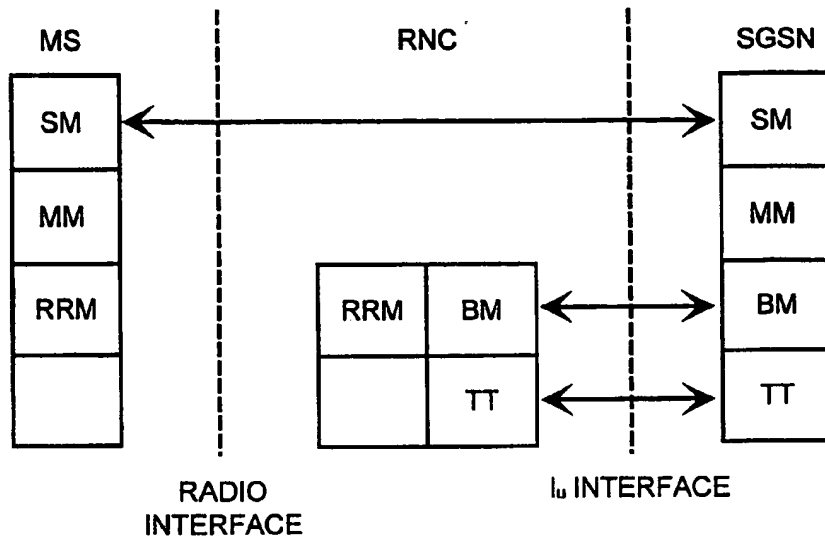 MS RNC SGSN
SM SM
MM MM
RRM RRM BM BM
TT TT
RADIO
INTERFACE
Iu INTERFACE